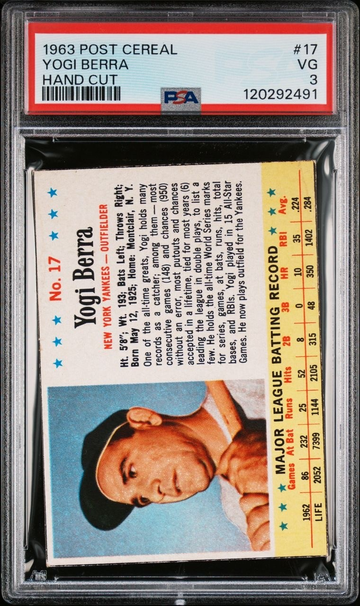 1963 POST CEREAL #17
YOGI BERRA VG
HAND CUT 3
PSA 120292491
No. 17
Yogi Berra
NEW YORK YANKEES — OUTFIELDER
Ht. 5'8"; Wt. 193; Bats Left, Throws Right;
Born May 12, 1925; Home: Montclair, N. Y.
One of the all-time greats, Yogi holds many
records as a catcher; among them — most
consecutive games (148) and chances (950)
without an error, most putouts and chances
accepted in a lifetime, tied for most years (6)
leading the league in double plays, to list a
few. He holds the all-time World Series marks
for series, games, at bats, runs, hits, total
bases, and RBIs. Yogi played in 15 All-Star
Games. He now plays outfield for the Yankees.
MAJOR LEAGUE BATTING RECORD
Games At Bat Runs Hits 2B 3B HR RBI Avg.
1962 86 232 25 52 8 0 10 35 .224
LIFE 2052 7399 1144 2105 315 48 350 1402 .284